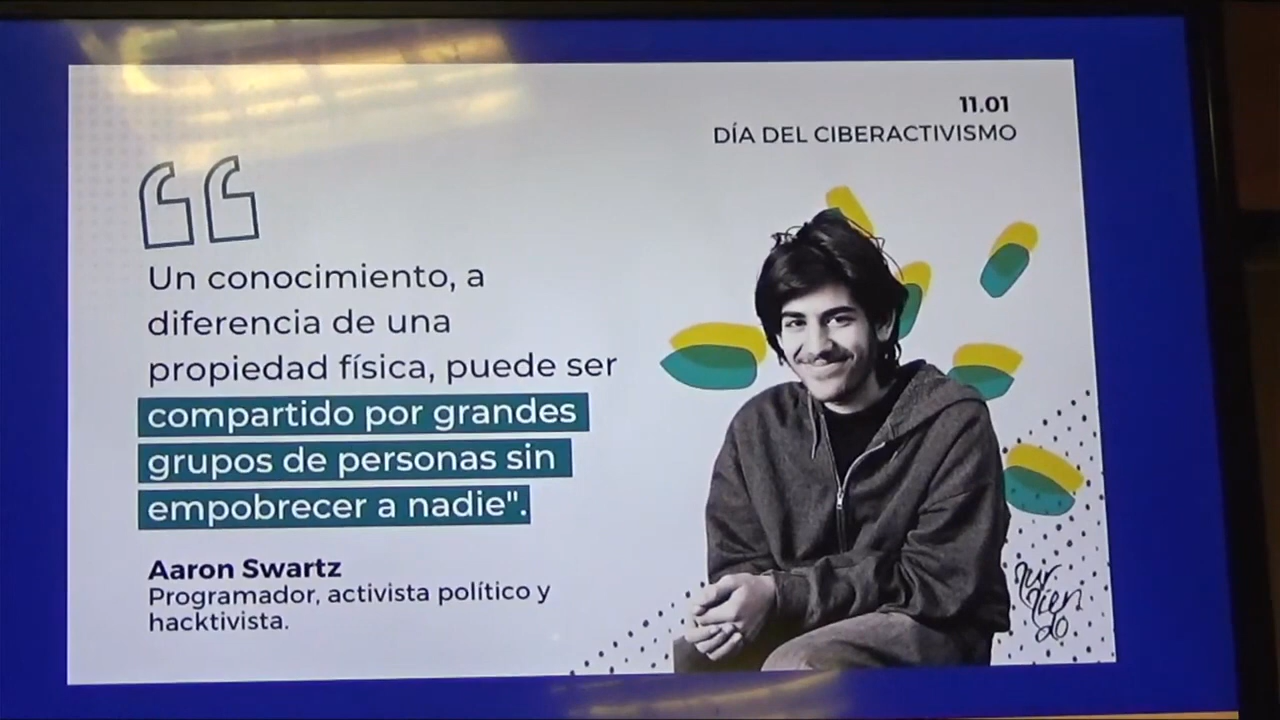 11.01
DÍA DEL CIBERACTIVISMO
Un conocimiento, a
diferencia de una
propiedad física, puede ser
compartido por grandes
grupos de personas sin
empobrecer a nadie".
Aaron Swartz
Programador, activista político y
hacktivista.